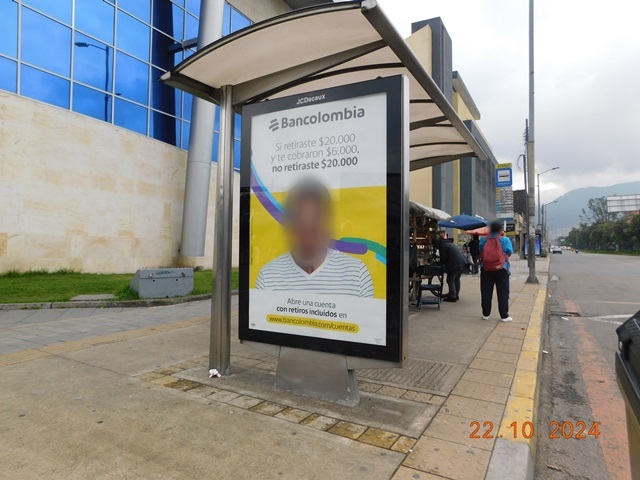 JCDecaux
Bancolombia
Si retiraste $20.000
y te cobraron $6.000,
no retiraste $20.000
Abre una cuenta
con retiros incluidos en
www.bancolombia.com/cuentas
22 10 2024